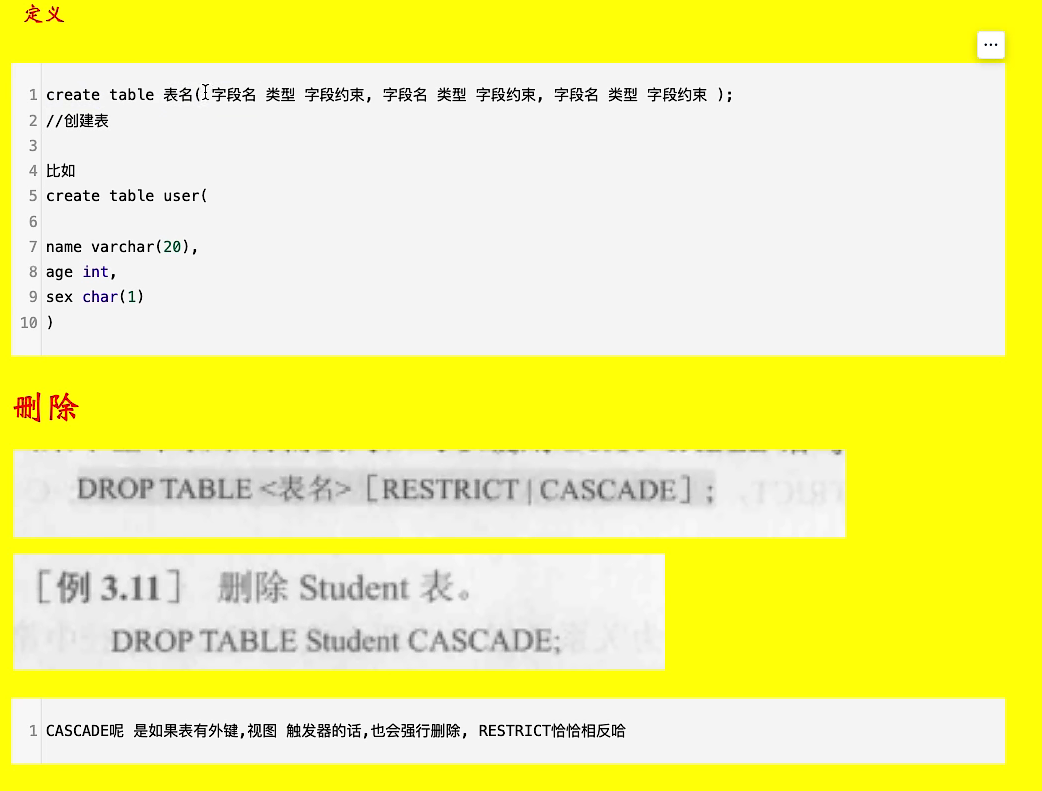 定义
...
1 create table 表名( 字段名 类型 字段约束, 字段名 类型 字段约束, 字段名 类型 字段约束 );
2 //创建表
3
4 比如
5 create table user(
6
7 name varchar(20),
8 age int,
9 sex char(1)
10 )
删除
DROP TABLE <表名> [RESTRICT | CASCADE] ;
[例 3.11] 删除 Student 表。
DROP TABLE Student CASCADE;
1 CASCADE呢 是如果表有外键,视图 触发器的话,也会强行删除, RESTRICT恰恰相反哈